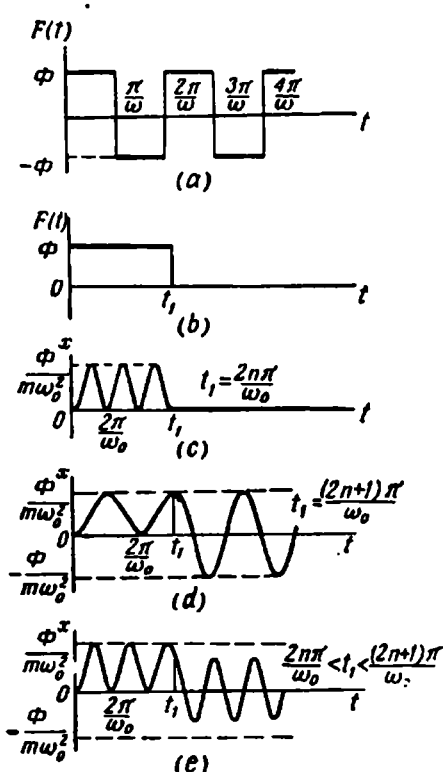 F(t)
Φ
π/ω 2π/ω 3π/ω 4π/ω
t
-Φ
(a)
F(t)
Φ
0
t₁
t
(b)
x
Φ/mω₀²
t₁ = 2nπ/ω₀
0
2π/ω₀
t₁
t
(c)
x
Φ/mω₀²
t₁ = (2n+1)π/ω₀
0
2π/ω₀
t₁
t
-Φ/mω₀²
(d)
x
Φ/mω₀²
2nπ/ω₀ < t₁ < (2n+1)π/ω
0
2π/ω₀
t₁
t
-Φ/mω₀²
(e)